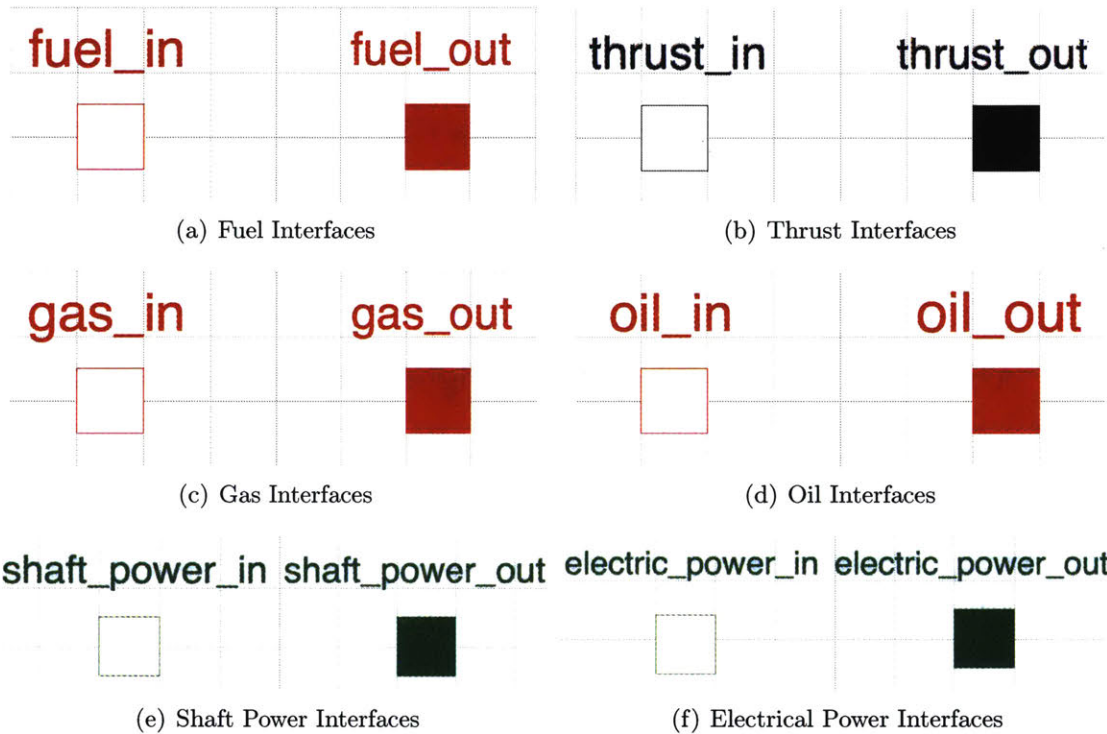 fuel_in fuel_out thrust_in thrust_out
(a) Fuel Interfaces (b) Thrust Interfaces
gas_in gas_out oil_in oil_out
(c) Gas Interfaces (d) Oil Interfaces
shaft_power_in shaft_power_out electric_power_in electric_power_out
(e) Shaft Power Interfaces (f) Electrical Power Interfaces